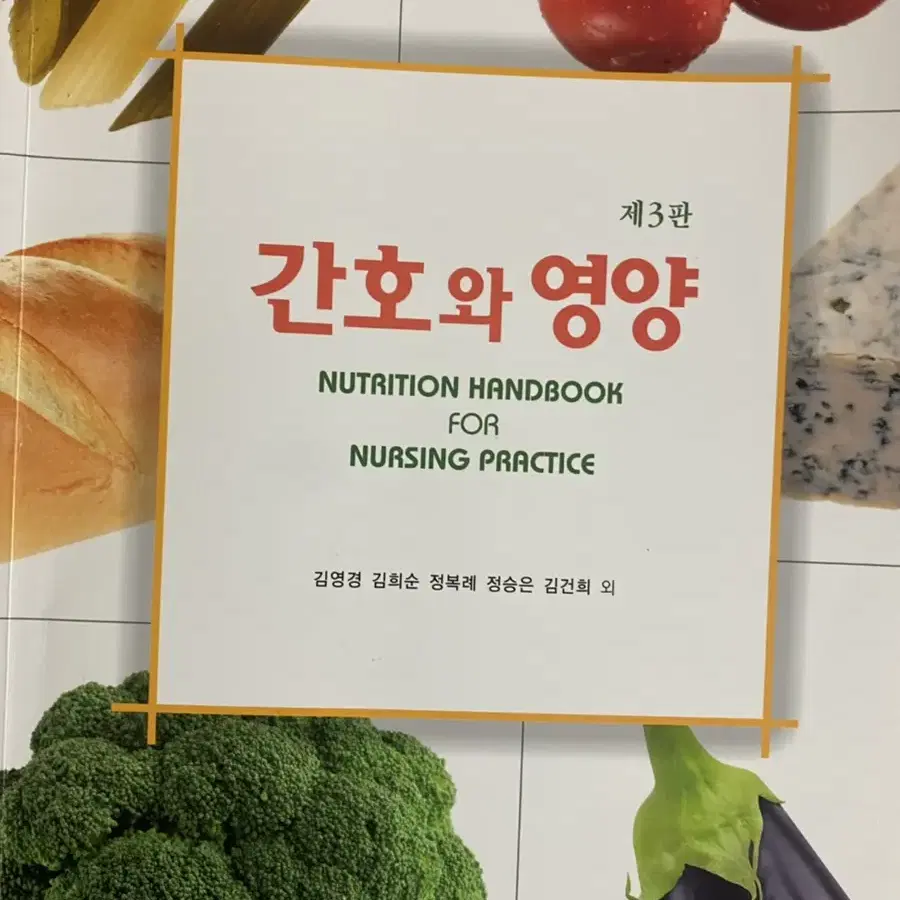 제3판
간호와 영양
NUTRITION HANDBOOK
FOR
NURSING PRACTICE
김영경 김희순 정복례 정승은 김건희 외